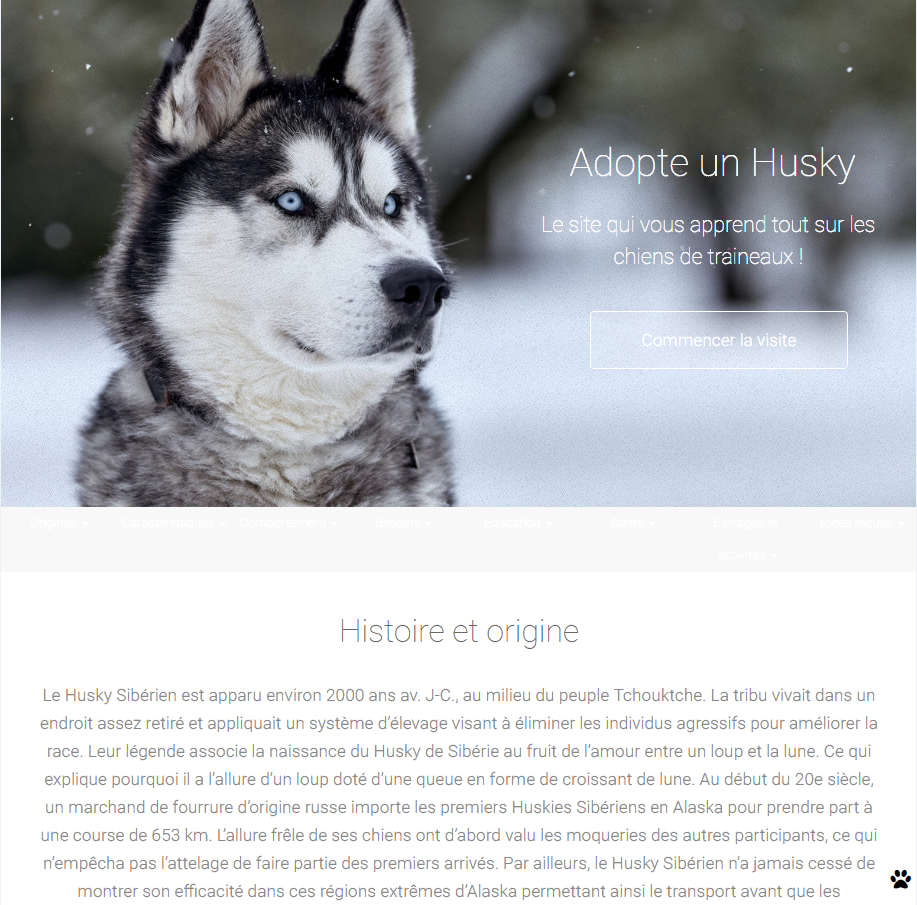 Adopte un Husky
Le site qui vous apprend tout sur les
chiens de traineaux !
Commencer la visite
Origines Caractéristiques Comportement Besoins Education Santé Elevages et Idées reçues
activités
Histoire et origine
Le Husky Sibérien est apparu environ 2000 ans av. J-C., au milieu du peuple Tchouktche. La tribu vivait dans un
endroit assez retiré et appliquait un système d’élevage visant à éliminer les individus agressifs pour améliorer la
race. Leur légende associe la naissance du Husky de Sibérie au fruit de l’amour entre un loup et la lune. Ce qui
explique pourquoi il a l’allure d’un loup doté d’une queue en forme de croissant de lune. Au début du 20e siècle,
un marchand de fourrure d’origine russe importe les premiers Huskies Sibériens en Alaska pour prendre part à
une course de 653 km. L’allure frêle de ses chiens ont d’abord valu les moqueries des autres participants, ce qui
n’empêcha pas l’attelage de faire partie des premiers arrivés. Par ailleurs, le Husky Sibérien n’a jamais cessé de
montrer son efficacité dans ces régions extrêmes d’Alaska permettant ainsi le transport avant que les